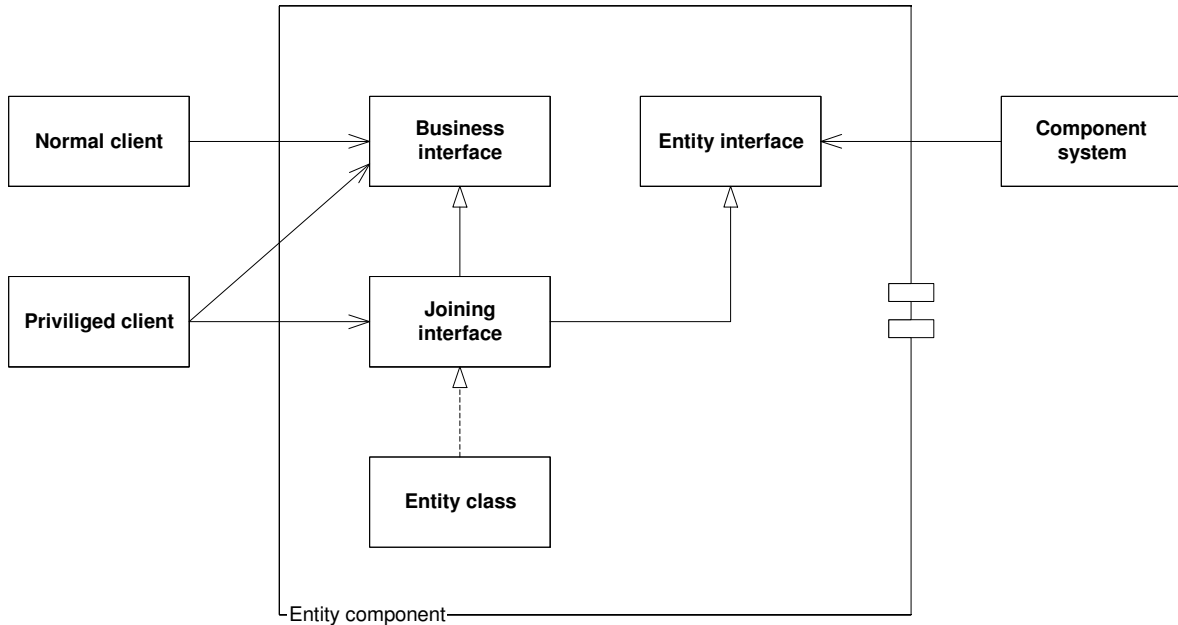 Normal client
Business
interface
Entity interface
Component
system
Priviliged client
Joining
interface
Entity class
Entity component